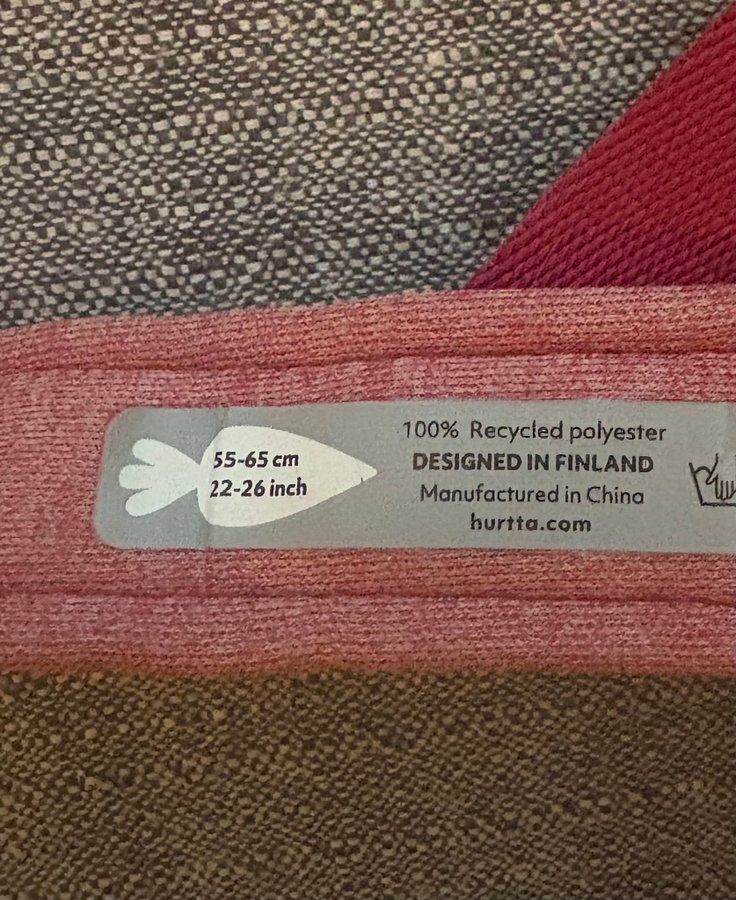 55-65 cm
22-26 inch
100% Recycled polyester
DESIGNED IN FINLAND
Manufactured in China
hurtta.com